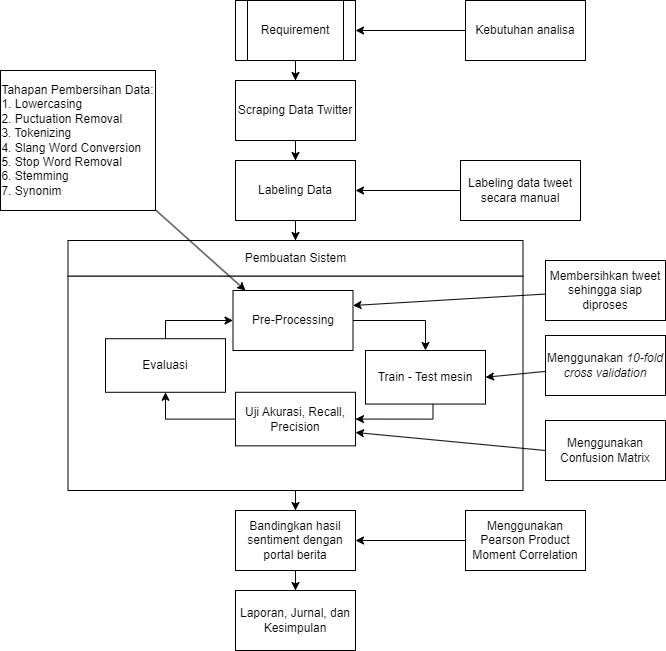 Requirement
Kebutuhan analisa
Tahapan Pembersihan Data:
1. Lowercasing
2. Puctuation Removal
3. Tokenizing
4. Slang Word Conversion
5. Stop Word Removal
6. Stemming
7. Synonim
Scraping Data Twitter
Labeling Data
Labeling data tweet
secara manual
Pembuatan Sistem
Pre-Processing
Membersihkan tweet
sehingga siap
diproses
Evaluasi
Train - Test mesin
Menggunakan 10-fold
cross validation
Uji Akurasi, Recall,
Precision
Menggunakan
Confusion Matrix
Bandingkan hasil
sentiment dengan
portal berita
Menggunakan
Pearson Product
Moment Correlation
Laporan, Jurnal, dan
Kesimpulan